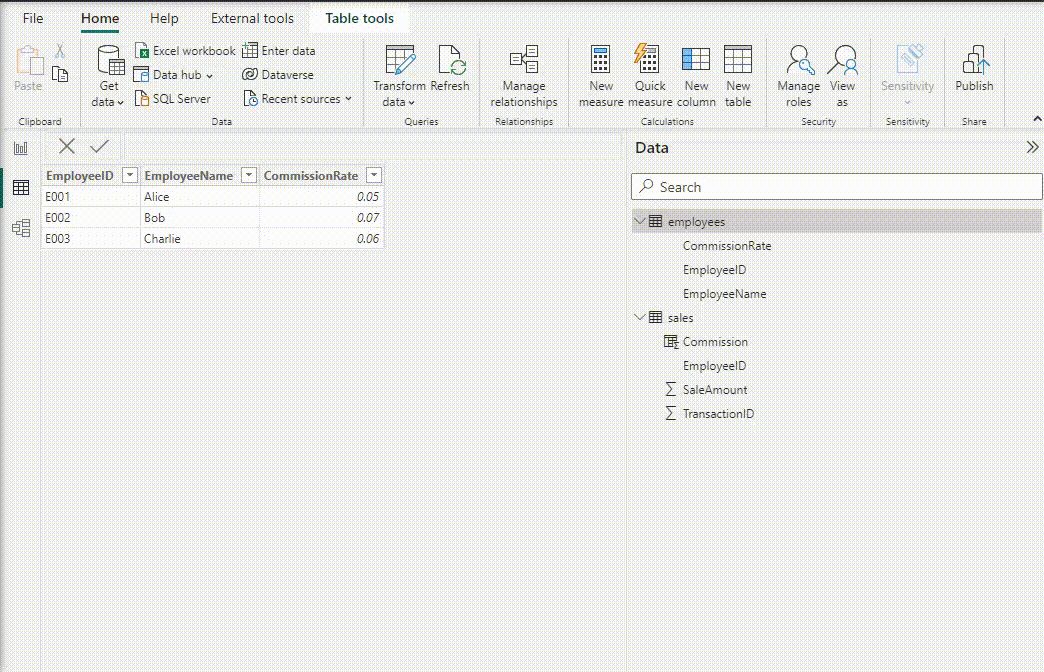 File Home Help External tools Table tools
Paste
Clipboard
Get data
Excel workbook
Data hub
SQL Server
Enter data
Dataverse
Recent sources
Data
Transform data
Refresh
Queries
Manage relationships
Relationships
New measure
Quick measure
New column
New table
Calculations
Manage roles
View as
Security
Sensitivity
Sensitivity
Publish
Share
EmployeeID EmployeeName CommissionRate
E001 Alice 0.05
E002 Bob 0.07
E003 Charlie 0.06
Data
Search
employees
CommissionRate
EmployeeID
EmployeeName
sales
Commission
EmployeeID
SaleAmount
TransactionID